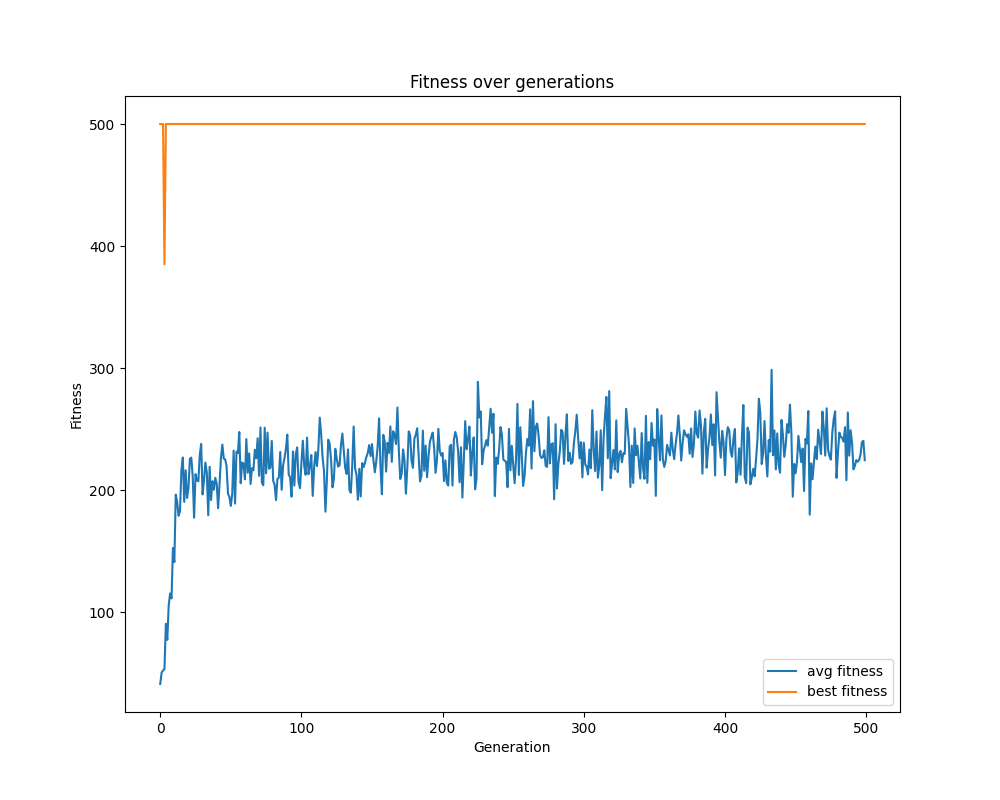 Fitness over generations
500
400
300
200
100
Fitness
0 100 200 300 400 500
Generation
avg fitness
best fitness